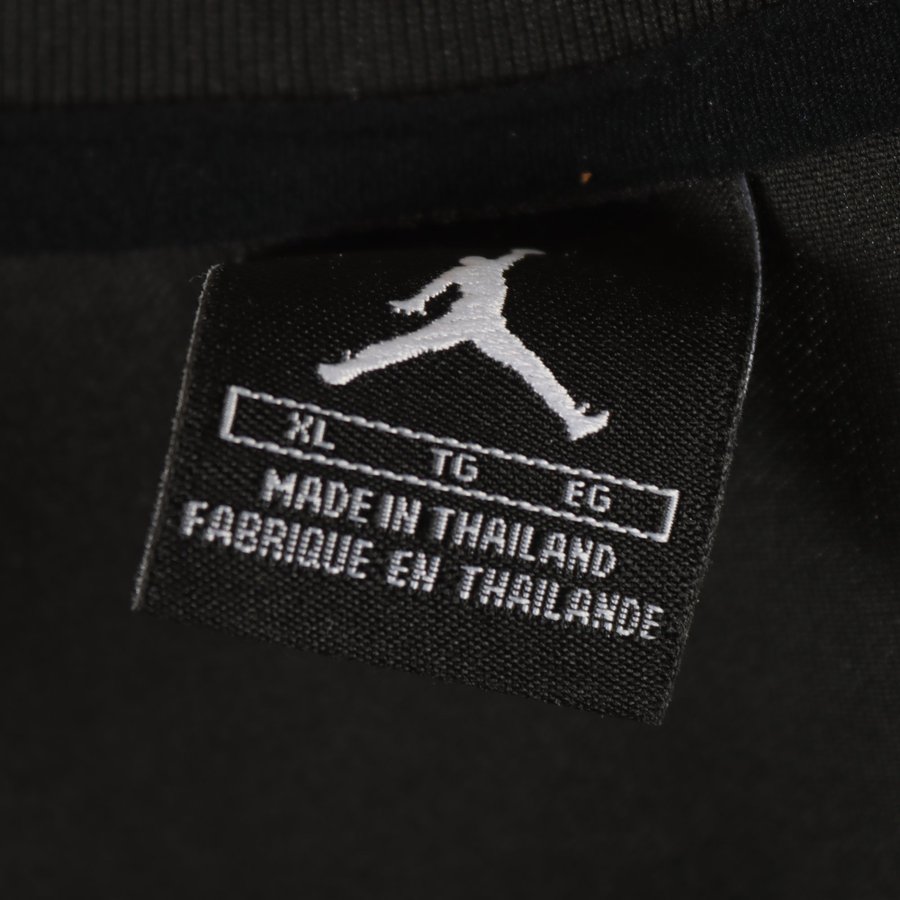 XL TG EG
MADE IN THAILAND
FABRIQUE EN THAILANDE